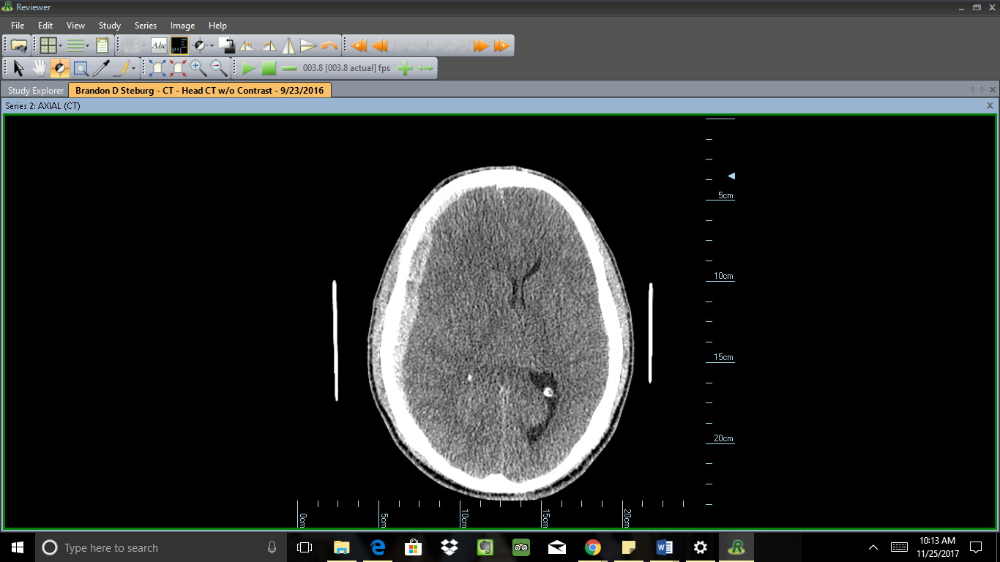 Reviewer
File Edit View Study Series Image Help
Abc
003.8 [003.8 actual] fps
Study Explorer Brandon D Steburg - CT - Head CT w/o Contrast - 9/23/2016
Series 2: AXIAL (CT)
5cm
10cm
15cm
20cm
0cm 5cm 10cm 15cm 20cm
Type here to search
10:13 AM
11/25/2017